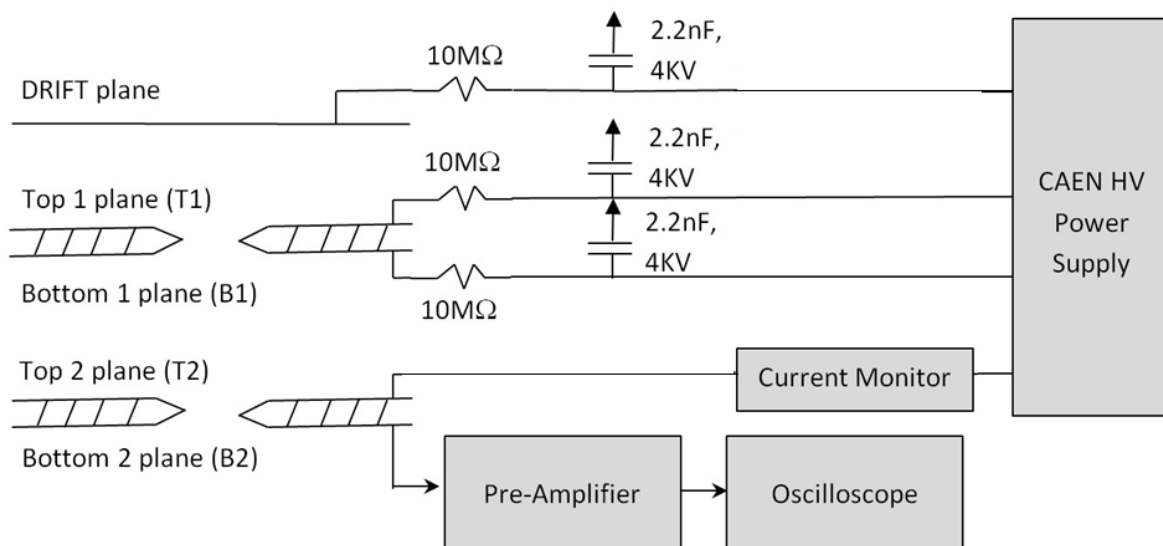 2.2nF,
4KV
10MΩ
DRIFT plane
2.2nF,
4KV
10MΩ
Top 1 plane (T1)
2.2nF,
4KV
Bottom 1 plane (B1)
10MΩ
CAEN HV
Power
Supply
Top 2 plane (T2)
Current Monitor
Bottom 2 plane (B2)
Pre-Amplifier
Oscilloscope